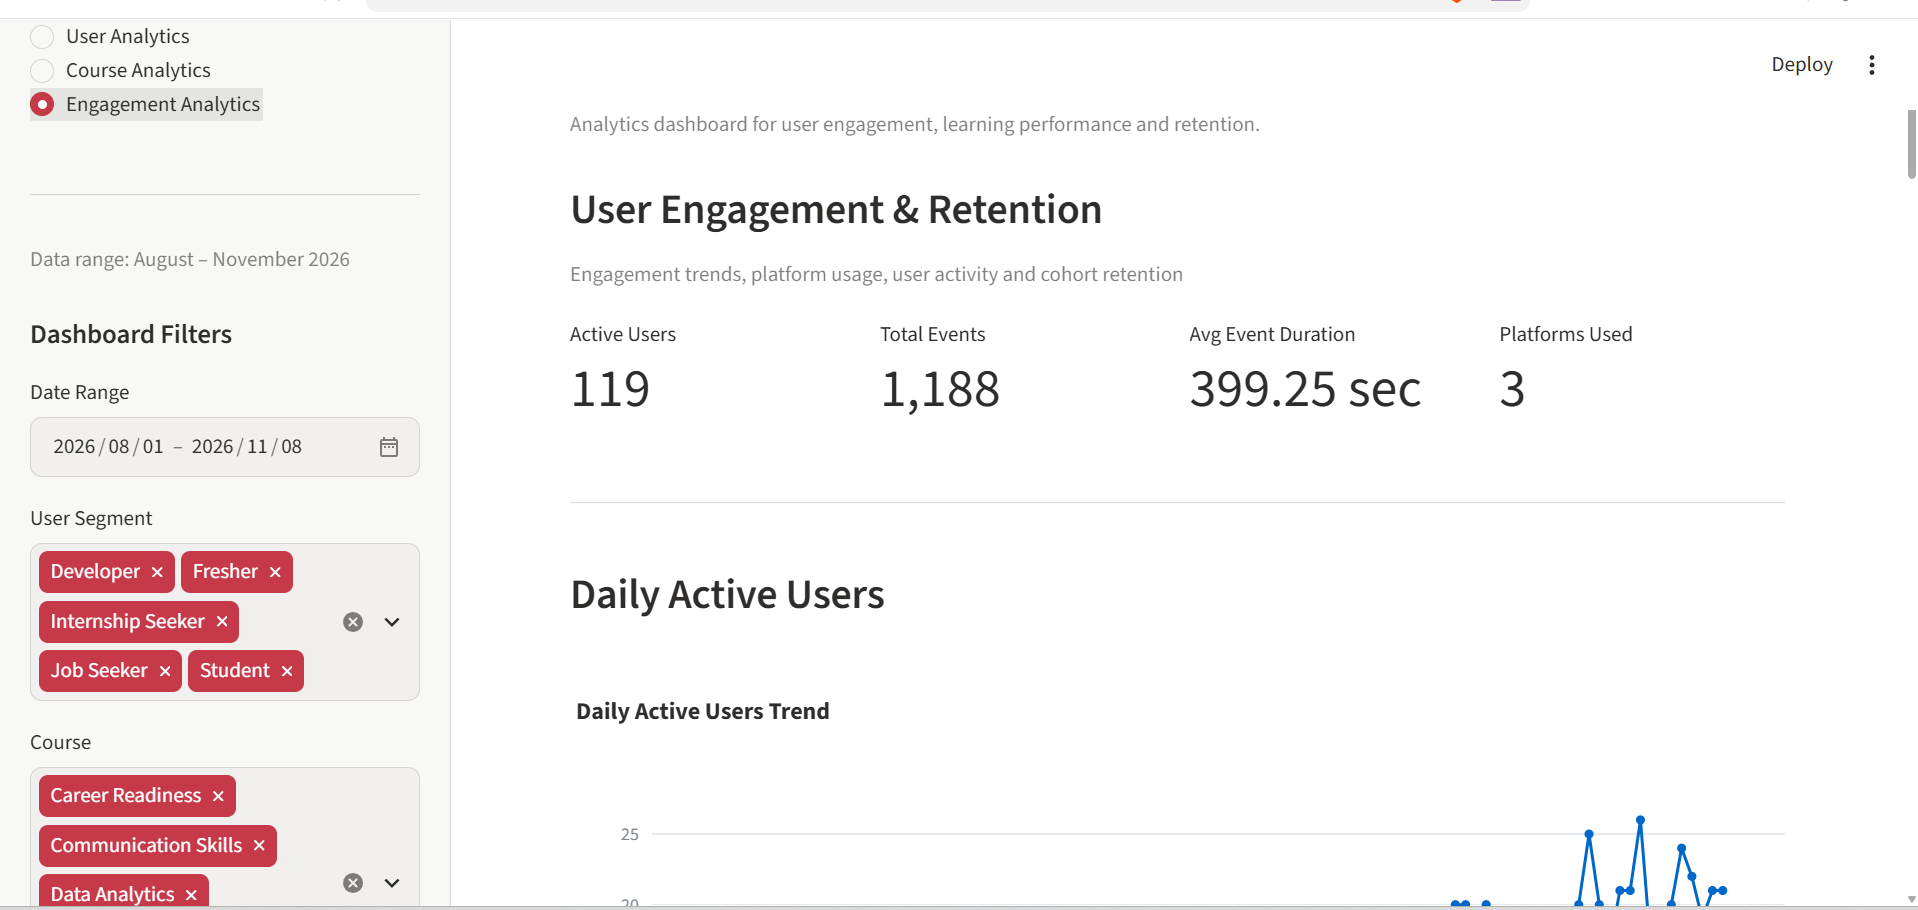 User Analytics
Course Analytics
Engagement Analytics
Data range: August – November 2026
Dashboard Filters
Date Range
2026/08/01 – 2026/11/08
User Segment
Developer ×
Fresher ×
Internship Seeker ×
Job Seeker ×
Student ×
Course
Career Readiness ×
Communication Skills ×
Data Analytics ×
Deploy
Analytics dashboard for user engagement, learning performance and retention.
User Engagement & Retention
Engagement trends, platform usage, user activity and cohort retention
Active Users
119
Total Events
1,188
Avg Event Duration
399.25 sec
Platforms Used
3
Daily Active Users
Daily Active Users Trend
25
20